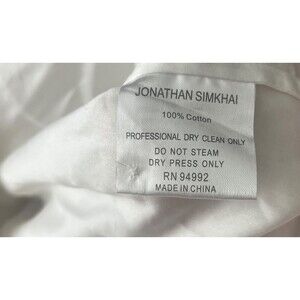 JONATHAN SIMKHAI
100% Cotton
PROFESSIONAL DRY CLEAN ONLY
DO NOT STEAM
DRY PRESS ONLY
RN 94992
MADE IN CHINA